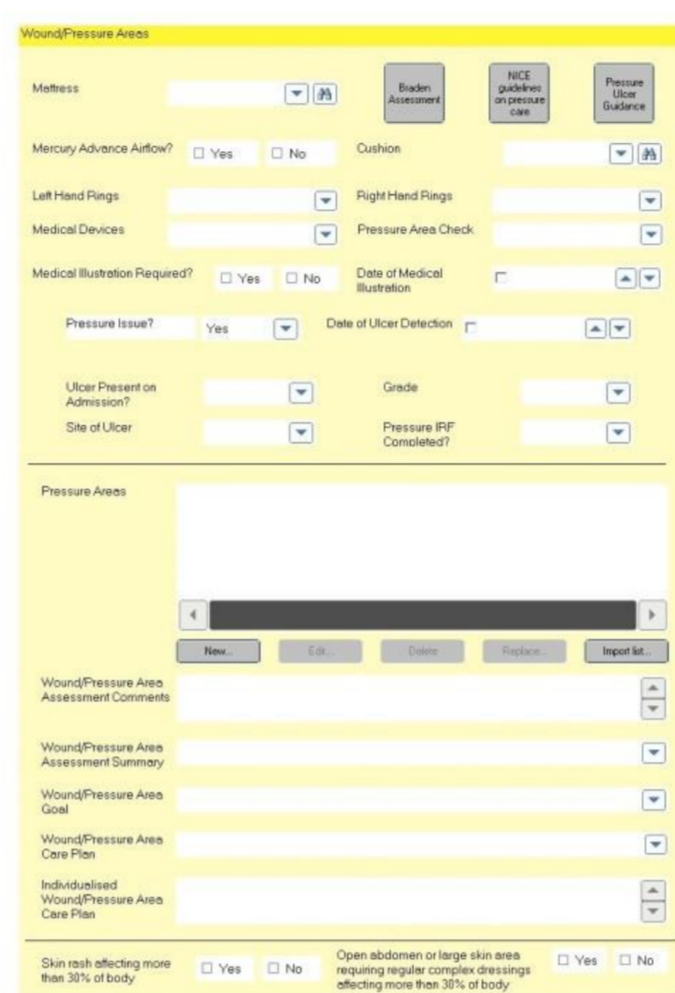 Wound/Pressure Areas
Mattress
Braden
Assessment
NICE
guidelines
on pressure
care
Pressure
Ulcer
Guidance
Mercury Advance Airflow?
Yes
No
Cushion
Left Hand Rings
Right Hand Rings
Medical Devices
Pressure Area Check
Medical Illustration Required?
Yes
No
Date of Medical
Illustration
Pressure Issue?
Yes
Date of Ulcer Detection
Ulcer Present on
Admission?
Grade
Site of Ulcer
Pressure IRF
Completed?
Pressure Areas
New...
Edit...
Delete
Replace...
Import list...
Wound/Pressure Area
Assessment Comments
Wound/Pressure Area
Assessment Summary
Wound/Pressure Area
Goal
Wound/Pressure Area
Care Plan
Individualised
Wound/Pressure Area
Care Plan
Skin rash affecting more
than 30% of body
Yes
No
Open abdomen or large skin area
requiring regular complex dressings
affecting more than 30% of body
Yes
No